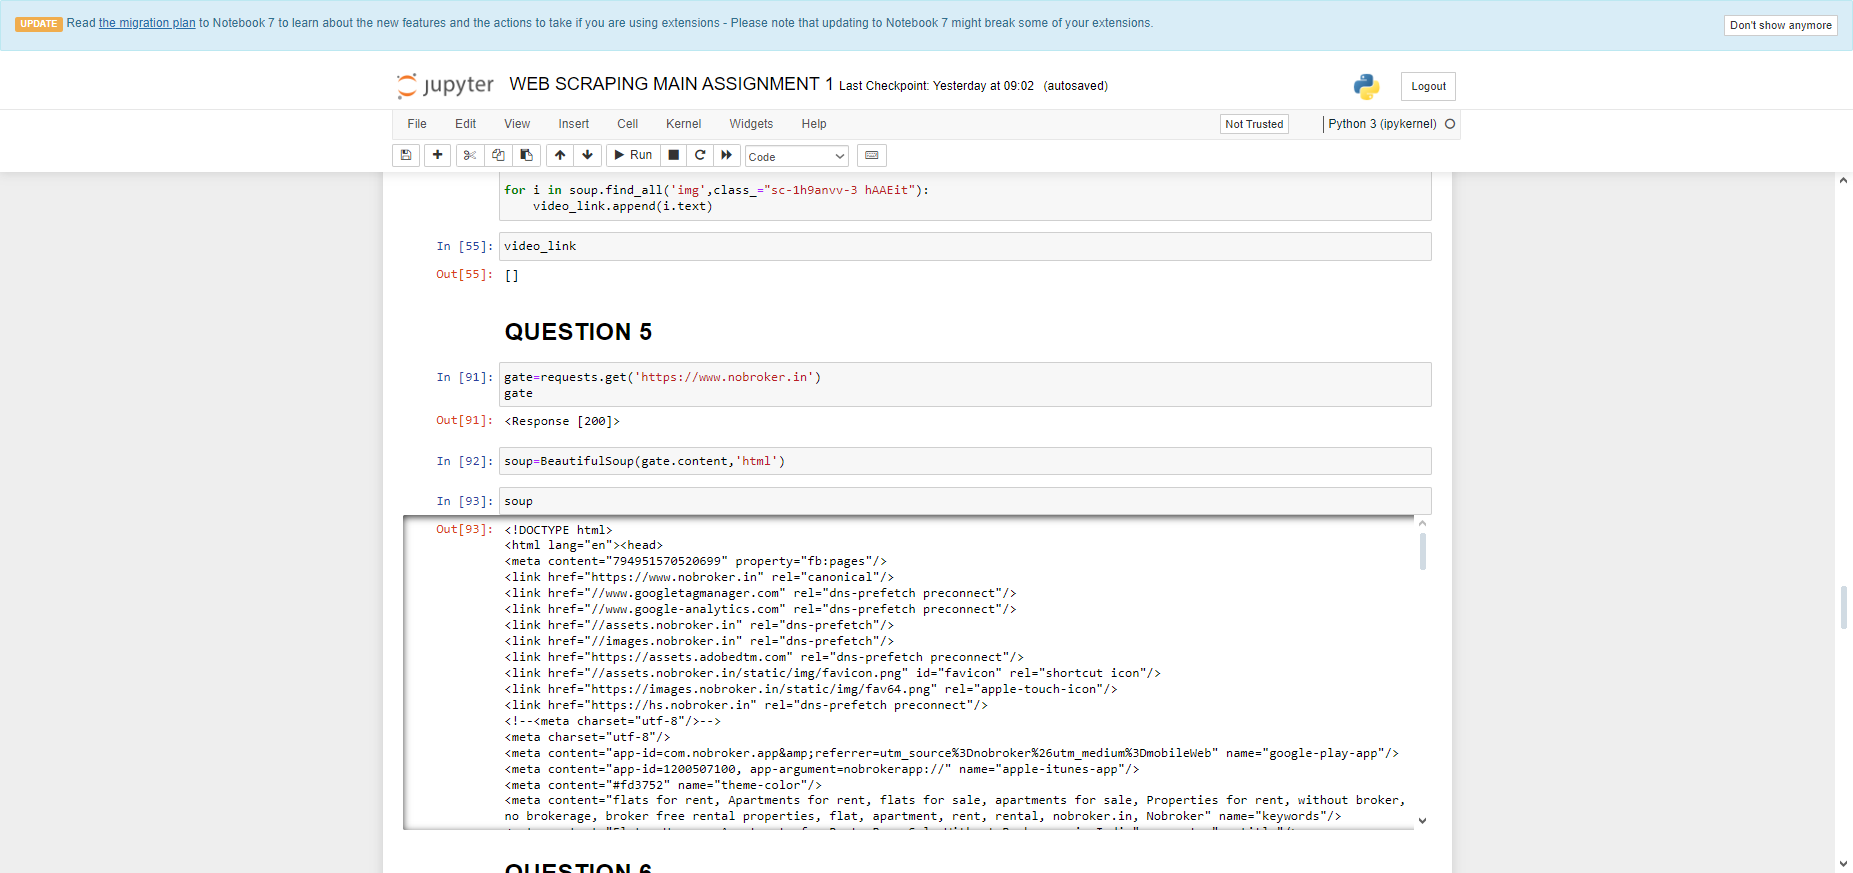 UPDATE Read the migration plan to Notebook 7 to learn about the new features and the actions to take if you are using extensions - Please note that updating to Notebook 7 might break some of your extensions.
Don't show anymore
jupyter WEB SCRAPING MAIN ASSIGNMENT 1 Last Checkpoint: Yesterday at 09:02 (autosaved)
Logout
File Edit View Insert Cell Kernel Widgets Help
Not Trusted
Python 3 (ipykernel)
Run
Code
for i in soup.find_all('img',class_="sc-1h9anvv-3 hAAEit"):
    video_link.append(i.text)
In [55]: video_link
Out[55]: []
QUESTION 5
In [91]: gate=requests.get('https://www.nobroker.in')
gate
Out[91]: <Response [200]>
In [92]: soup=BeautifulSoup(gate.content,'html')
In [93]: soup
Out[93]: <!DOCTYPE html>
<html lang="en"><head>
<meta content="794951570520699" property="fb:pages"/>
<link href="https://www.nobroker.in" rel="canonical"/>
<link href="//www.googletagmanager.com" rel="dns-prefetch preconnect"/>
<link href="//www.google-analytics.com" rel="dns-prefetch preconnect"/>
<link href="//assets.nobroker.in" rel="dns-prefetch"/>
<link href="//images.nobroker.in" rel="dns-prefetch"/>
<link href="https://assets.adobedtm.com" rel="dns-prefetch preconnect"/>
<link href="//assets.nobroker.in/static/img/favicon.png" id="favicon" rel="shortcut icon"/>
<link href="https://images.nobroker.in/static/img/fav64.png" rel="apple-touch-icon"/>
<link href="https://hs.nobroker.in" rel="dns-prefetch preconnect"/>
<!--<meta charset="utf-8"/>-->
<meta charset="utf-8"/>
<meta content="app-id=com.nobroker.app&amp;referrer=utm_source%3Dnobroker%26utm_medium%3DmobileWeb" name="google-play-app"/>
<meta content="app-id=1200507100, app-argument=nobrokerapp://" name="apple-itunes-app"/>
<meta content="#fd3752" name="theme-color"/>
<meta content="flats for rent, Apartments for rent, flats for sale, apartments for sale, Properties for rent, without broker,
no brokerage, broker free rental properties, flat, apartment, rent, rental, nobroker.in, Nobroker" name="keywords"/>
QUESTION 6